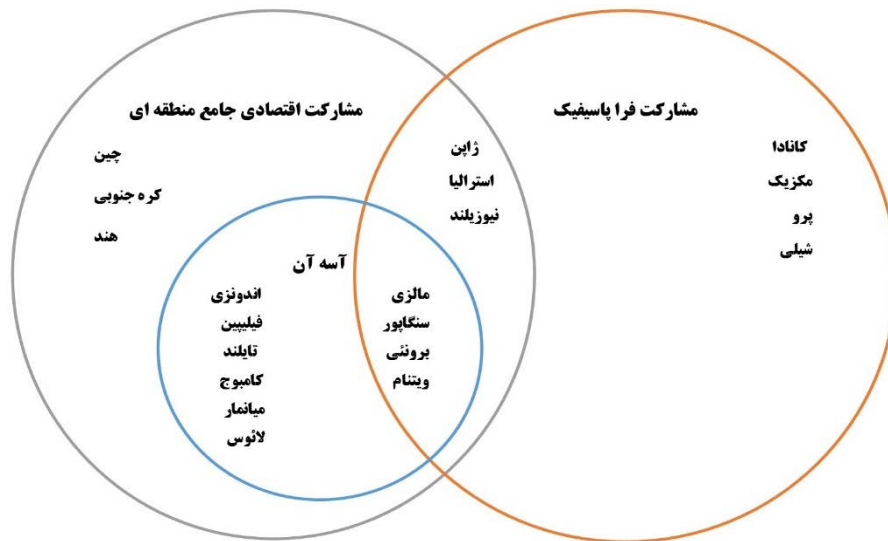 مشارکت اقتصادی جامع منطقه ای
مشارکت فرا پاسیفیک
چین
کره جنوبی
هند
ژاپن
استرالیا
نیوزیلند
کانادا
مکزیک
پرو
شیلی
آسه آن
اندونزی
فیلیپین
تایلند
کامبوج
میانمار
لائوس
مالزی
سنگاپور
برونئی
ویتنام